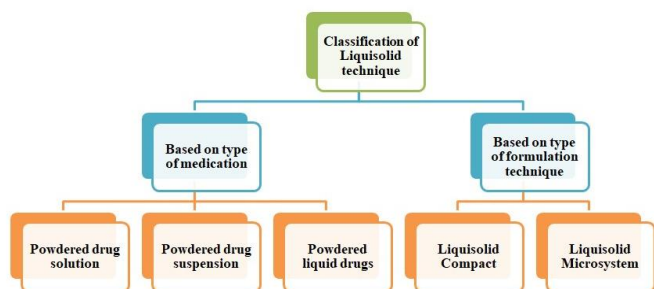 Classification of
Liquisolid
technique
Based on type
of medication
Based on type
of formulation
technique
Powdered drug
solution
Powdered drug
suspension
Powdered
liquid drugs
Liquisolid
Compact
Liquisolid
Microsystem